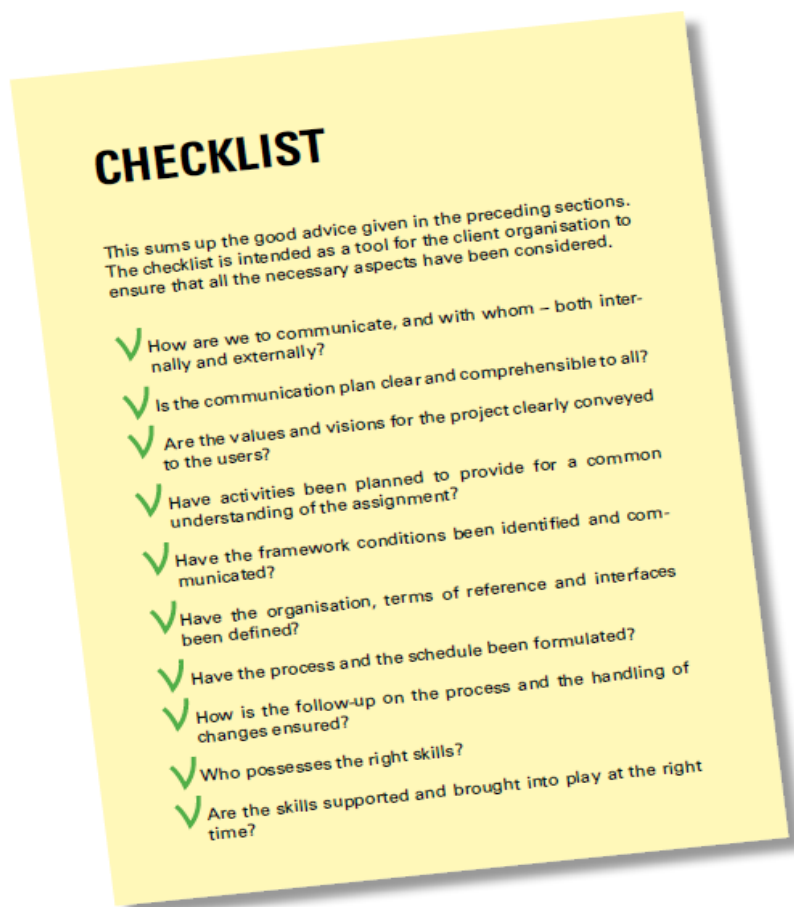 CHECKLIST
This sums up the good advice given in the preceding sections.
The checklist is intended as a tool for the client organisation to
ensure that all the necessary aspects have been considered.
How are we to communicate, and with whom – both inter-
nally and externally?
Is the communication plan clear and comprehensible to all?
Are the values and visions for the project clearly conveyed
to the users?
Have activities been planned to provide for a common
understanding of the assignment?
Have the framework conditions been identified and com-
municated?
Have the organisation, terms of reference and interfaces
been defined?
Have the process and the schedule been formulated?
How is the follow-up on the process and the handling of
changes ensured?
Who possesses the right skills?
Are the skills supported and brought into play at the right
time?